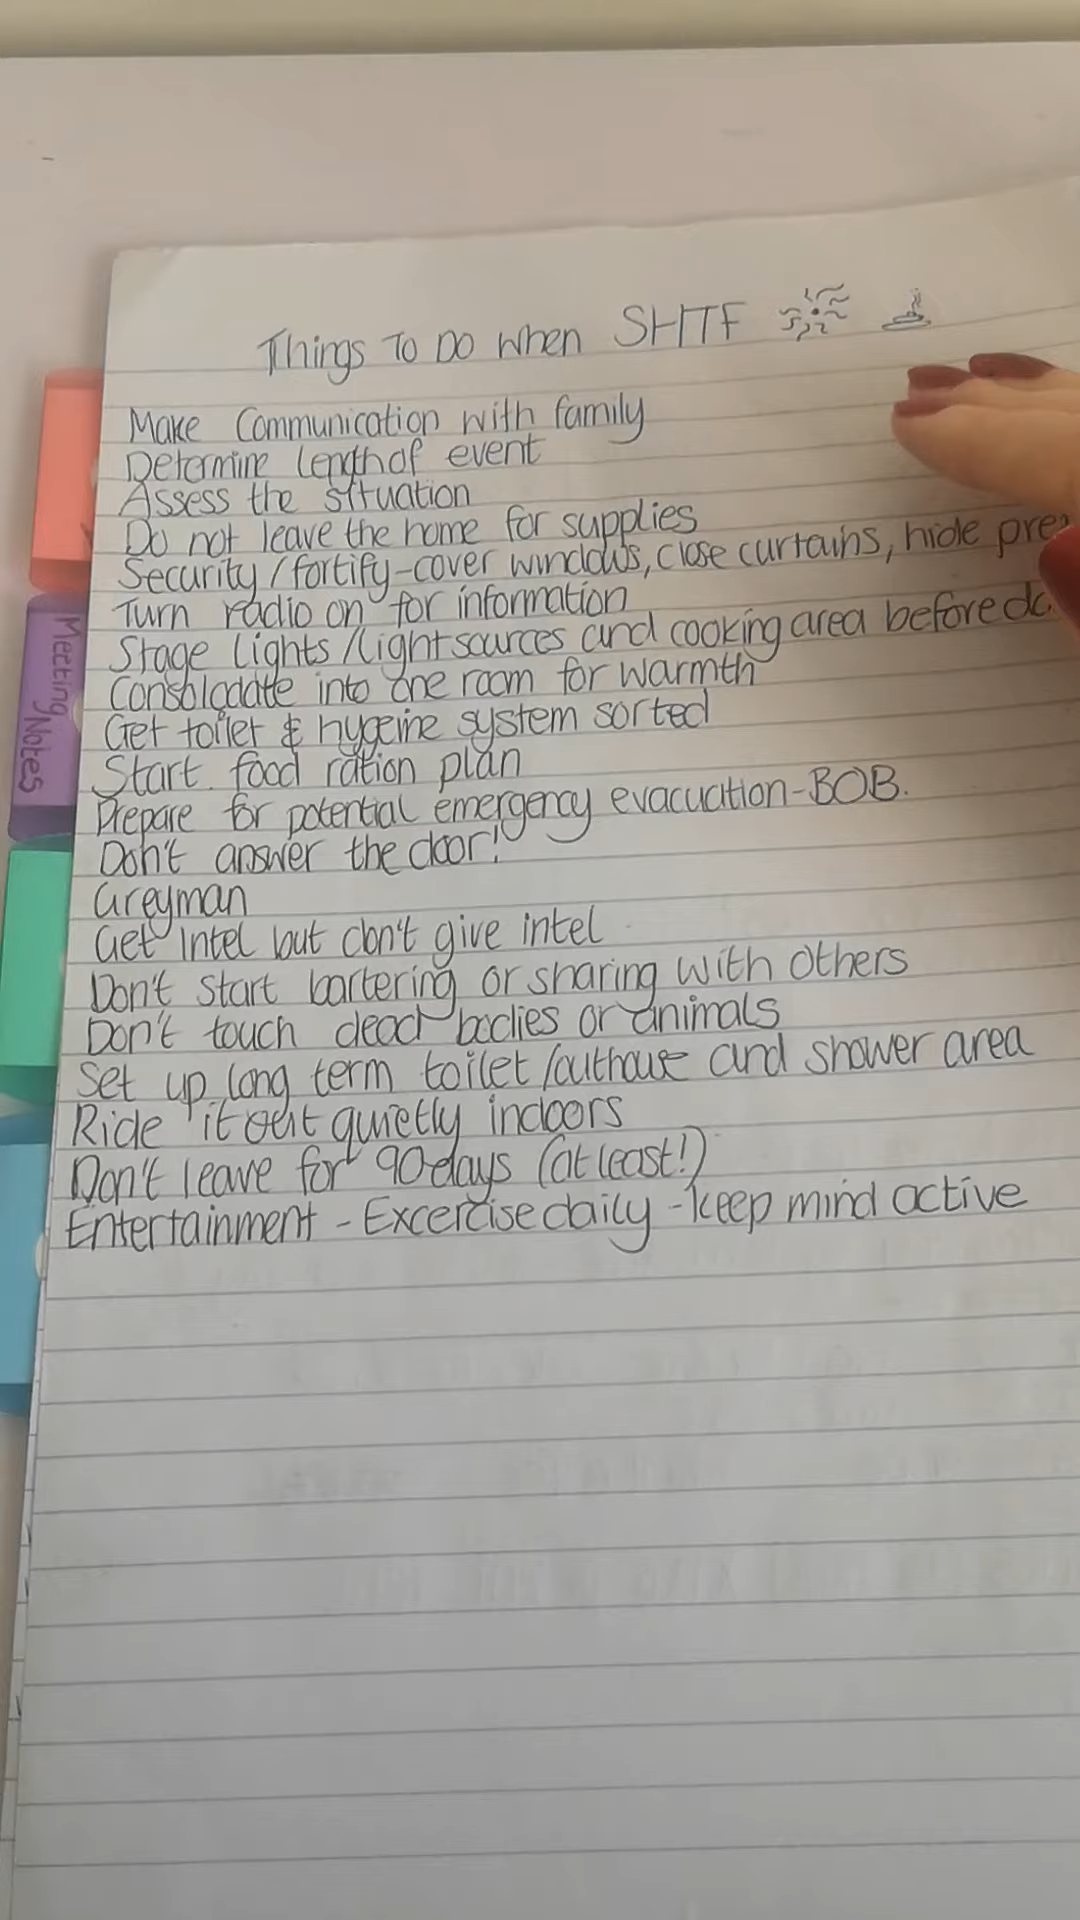 Things To Do When SHTF
Make Communication with family
Determine length of event
Assess the situation
Do not leave the home for supplies
Security / fortify - cover windows, close curtains, hide
Turn radio on for information
Stage lights / light sources and cooking area before
Consoladate into one room for warmth
Get toilet & hygeine system sorted
Start food ration plan
Prepare for potential emergency evacuation - BOB.
Don't answer the door!
Greyman
Get Intel but don't give intel
Don't start bartering or sharing with others
Don't touch dead bodies or animals
Set up long term toilet / outhouse and shower area
Ride it out quietly indoors
Don't leave for 90 days (at least!)
Entertainment - Excercise daily - keep mind active
Meeting
Notes